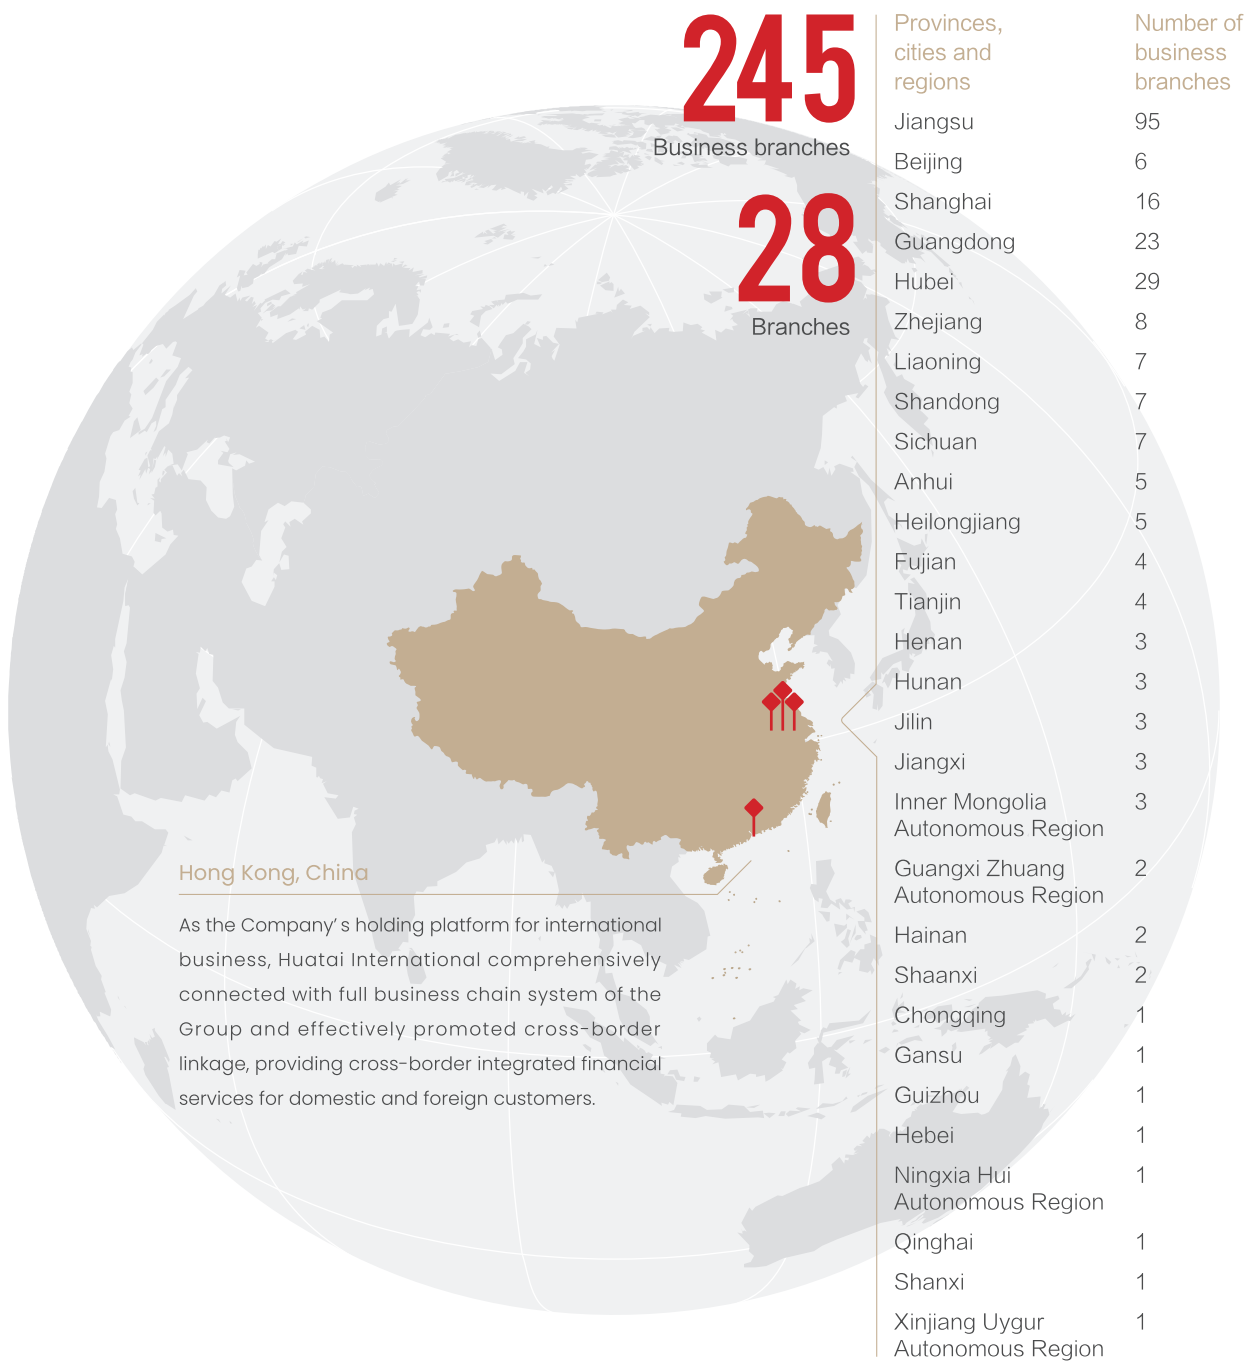 245
Business branches
28
Branches
Hong Kong, China
As the Company's holding platform for international
business, Huatai International comprehensively
connected with full business chain system of the
Group and effectively promoted cross-border
linkage, providing cross-border integrated financial
services for domestic and foreign customers.
Provinces, cities and regions Number of business branches
Jiangsu 95
Beijing 6
Shanghai 16
Guangdong 23
Hubei 29
Zhejiang 8
Liaoning 7
Shandong 7
Sichuan 7
Anhui 5
Heilongjiang 5
Fujian 4
Tianjin 4
Henan 3
Hunan 3
Jilin 3
Jiangxi 3
Inner Mongolia 3
Autonomous Region
Guangxi Zhuang 2
Autonomous Region
Hainan 2
Shaanxi 2
Chongqing 1
Gansu 1
Guizhou 1
Hebei 1
Ningxia Hui 1
Autonomous Region
Qinghai 1
Shanxi 1
Xinjiang Uygur 1
Autonomous Region